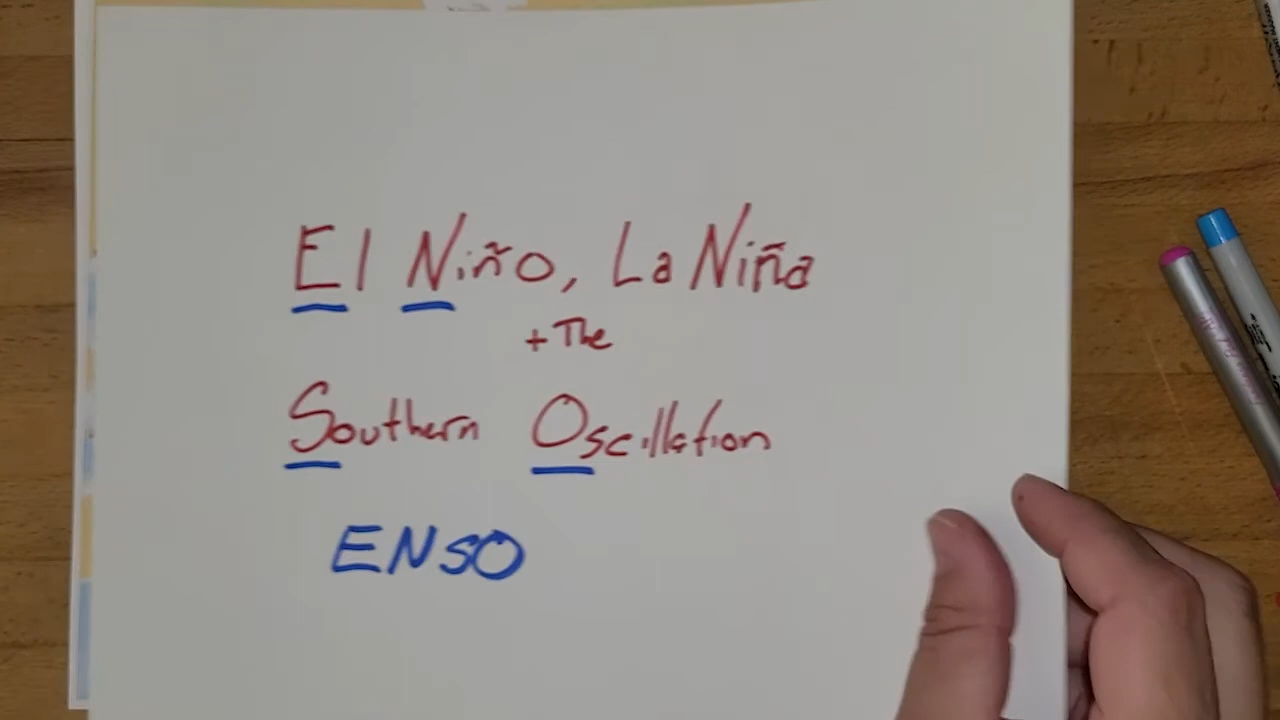 El Niño, La Niña
+ The
Southern Oscillation
ENSO